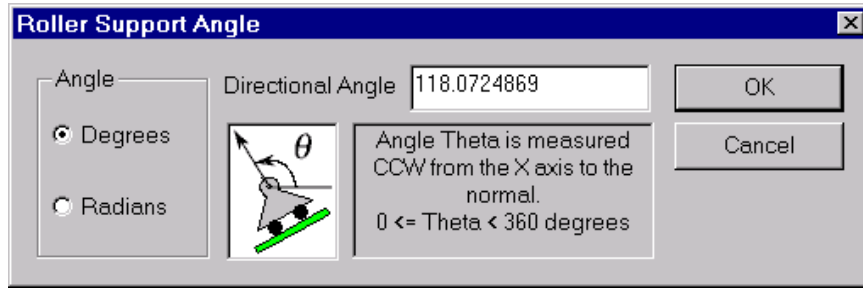 Roller Support Angle
Angle
Directional Angle 118.0724869
OK
Degrees
Radians
θ
Angle Theta is measured
CCW from the X axis to the
normal.
0 <= Theta < 360 degrees
Cancel